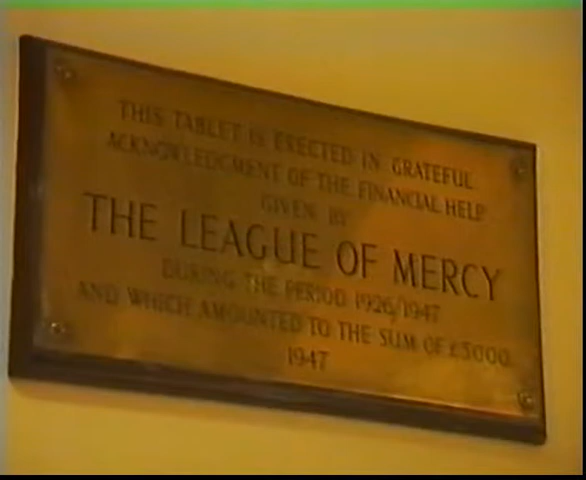 THIS TABLET IS ERECTED IN GRATEFUL
ACKNOWLEDGMENT OF THE FINANCIAL HELP
GIVEN BY
THE LEAGUE OF MERCY
DURING THE PERIOD 1926/1947
AND WHICH AMOUNTED TO THE SUM OF £5000.
1947